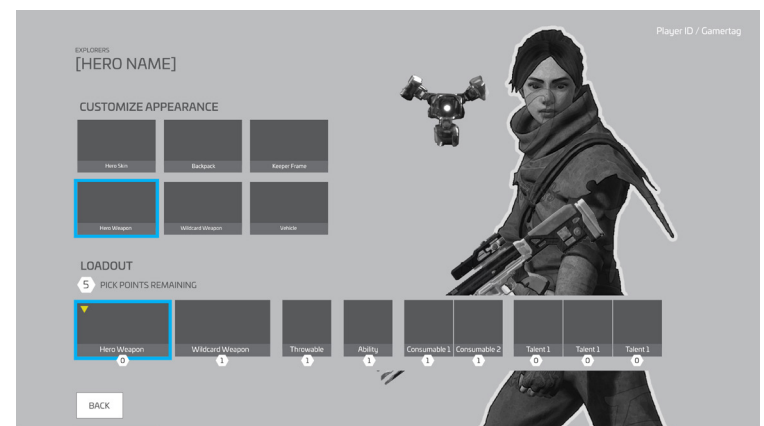 Player ID / Gamertag
EXPLORERS
[HERO NAME]
CUSTOMIZE APPEARANCE
Hero Skin
Backpack
Keeper Frame
Hero Weapon
Wildcard Weapon
Vehicle
LOADOUT
5 PICK POINTS REMAINING
Hero Weapon
Wildcard Weapon
Throwable
Ability
Consumable 1
Consumable 2
Talent 1
Talent 1
Talent 1
0
1
1
1
1
1
0
0
0
BACK